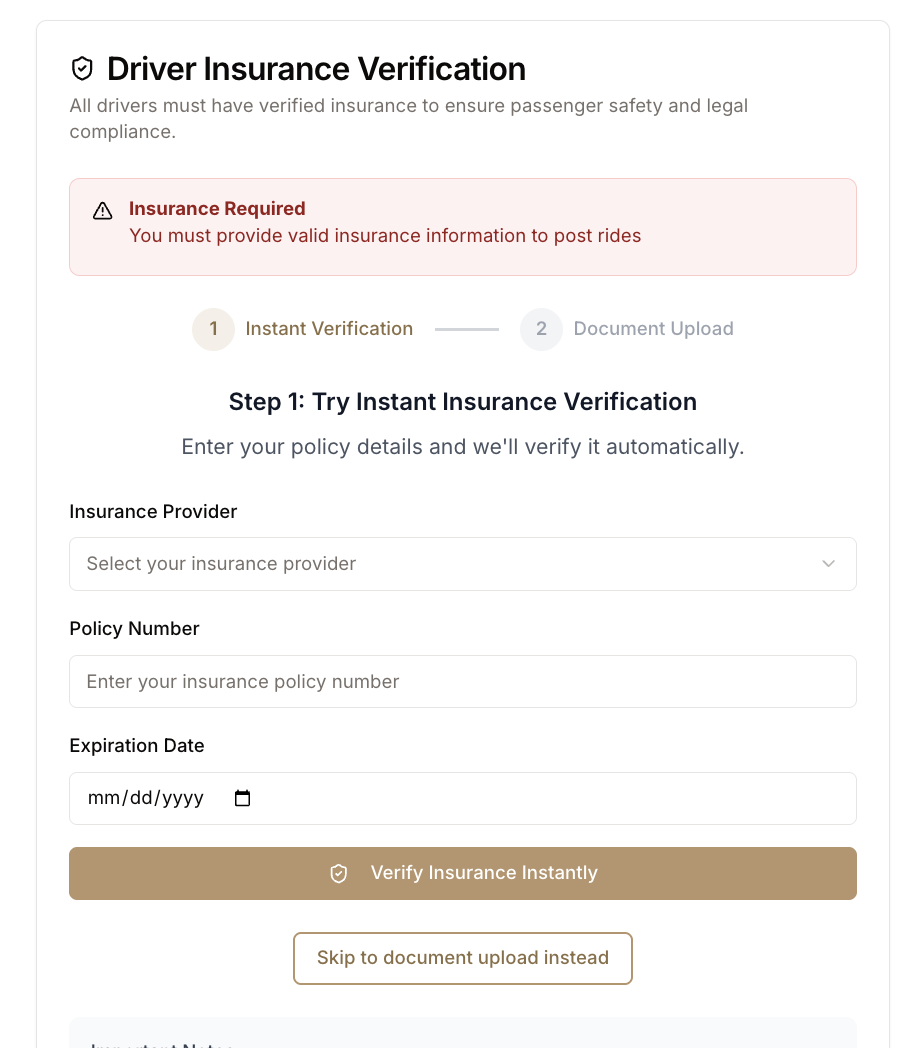 Driver Insurance Verification
All drivers must have verified insurance to ensure passenger safety and legal
compliance.
Insurance Required
You must provide valid insurance information to post rides
1 Instant Verification 2 Document Upload
Step 1: Try Instant Insurance Verification
Enter your policy details and we'll verify it automatically.
Insurance Provider
Select your insurance provider
Policy Number
Enter your insurance policy number
Expiration Date
mm/dd/yyyy
Verify Insurance Instantly
Skip to document upload instead